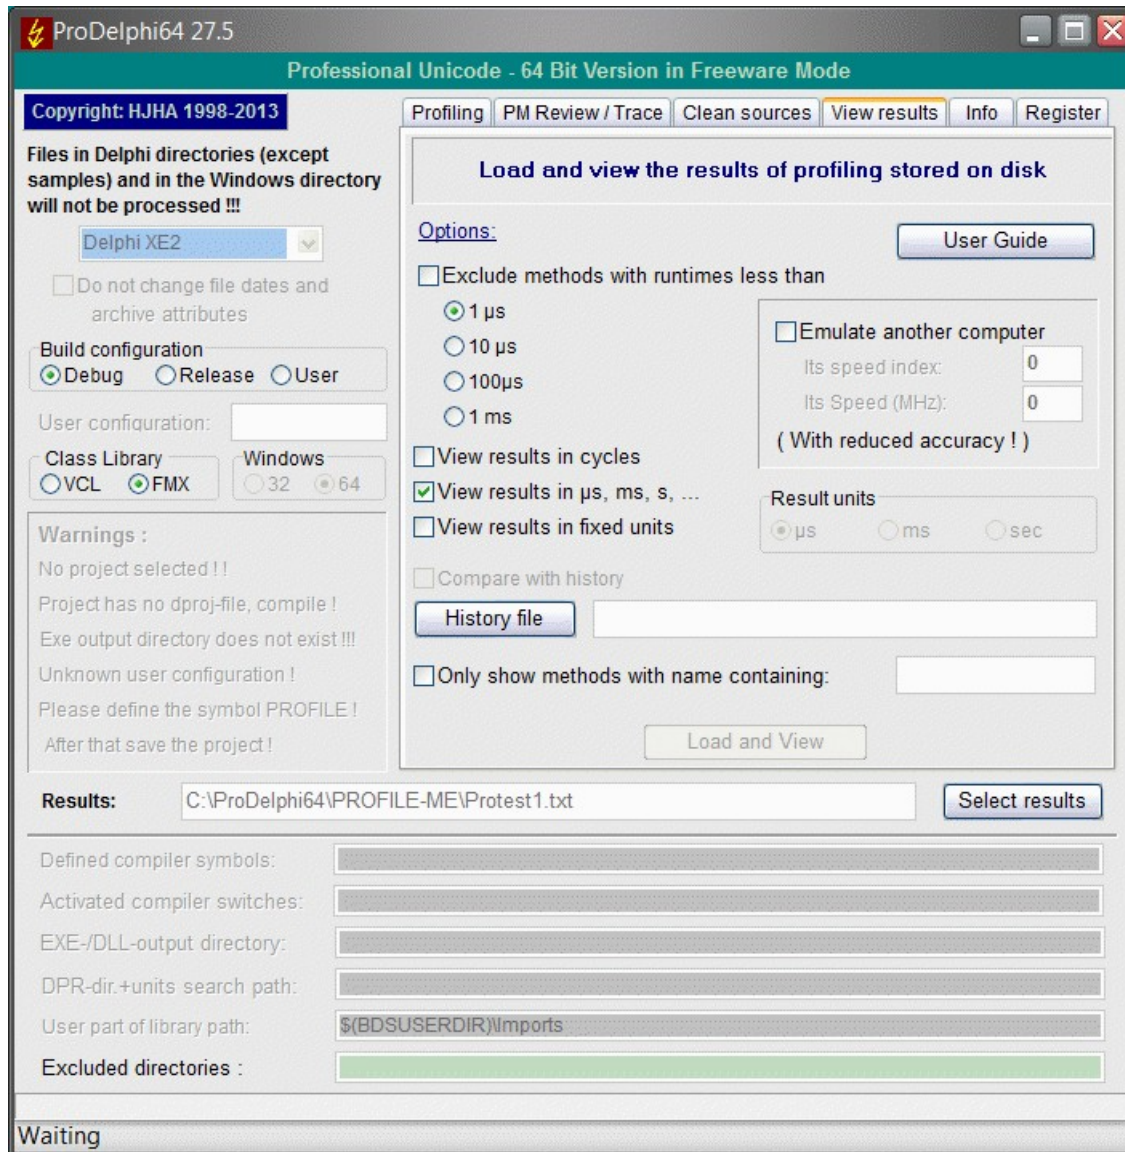 ProDelphi64 27.5
Professional Unicode - 64 Bit Version in Freeware Mode
Copyright: HJHA 1998-2013
Files in Delphi directories (except
samples) and in the Windows directory
will not be processed !!!
Delphi XE2
Do not change file dates and
archive attributes
Build configuration
Debug Release User
User configuration:
Class Library
VCL FMX
Windows
32 64
Warnings :
No project selected ! !
Project has no dproj-file, compile !
Exe output directory does not exist !!!
Unknown user configuration !
Please define the symbol PROFILE !
After that save the project !
Profiling PM Review / Trace Clean sources View results Info Register
Load and view the results of profiling stored on disk
Options:
User Guide
Exclude methods with runtimes less than
1 µs
10 µs
100µs
1 ms
Emulate another computer
Its speed index: 0
Its Speed (MHz): 0
( With reduced accuracy ! )
View results in cycles
View results in µs, ms, s, ...
View results in fixed units
Result units
µs ms sec
Compare with history
History file
Only show methods with name containing:
Load and View
Results: C:\ProDelphi64\PROFILE-ME\Protest1.txt Select results
Defined compiler symbols:
Activated compiler switches:
EXE-/DLL-output directory:
DPR-dir.+units search path:
User part of library path: $(BDSUSERDIR)\Imports
Excluded directories :
Waiting